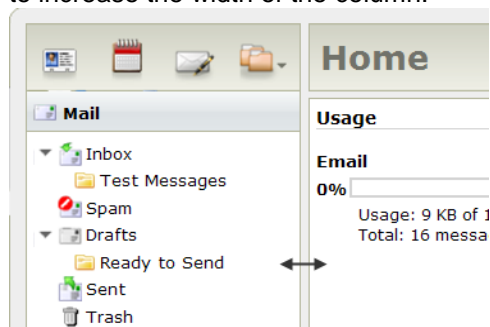 to increase the width of the column.
Home
Mail
Usage
Inbox
Email
Test Messages
0%
Spam
Usage: 9 KB of 1
Drafts
Total: 16 messa
Ready to Send
Sent
Trash